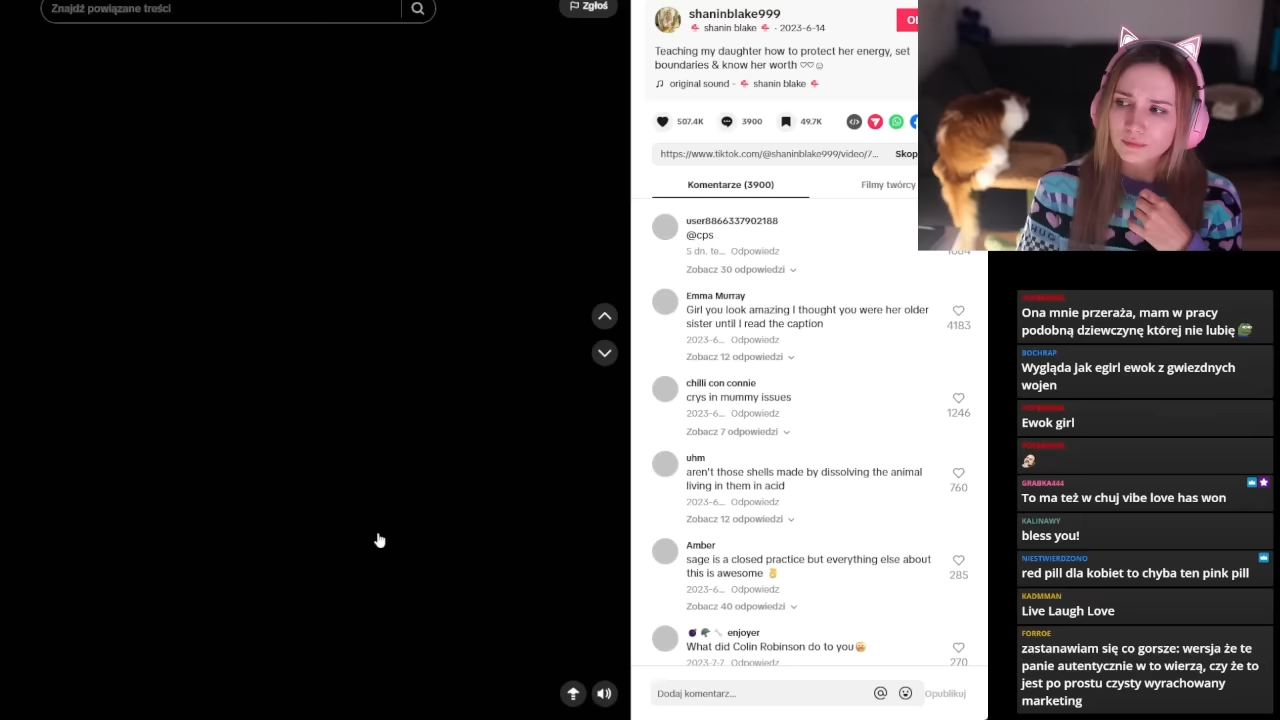 Znajdź powiązane treści
Zgłoś
shaninblake999
shanin blake
· 2023-6-14
Teaching my daughter how to protect her energy, set
boundaries & know her worth ♡♡☺
♫ original sound - shanin blake
507.4K
3900
49.7K
https://www.tiktok.com/@shaninblake999/video/7...
Skop
Komentarze (3900)
Filmy twórcy
user8866337902188
@cps
5 dn. te... Odpowiedz
Zobacz 30 odpowiedzi
Emma Murray
Girl you look amazing I thought you were her older
sister until I read the caption
4183
2023-6... Odpowiedz
Zobacz 12 odpowiedzi
chilli con connie
crys in mummy issues
1246
2023-6... Odpowiedz
Zobacz 7 odpowiedzi
uhm
aren't those shells made by dissolving the animal
living in them in acid
760
2023-6... Odpowiedz
Zobacz 12 odpowiedzi
Amber
sage is a closed practice but everything else about
this is awesome ✌
285
2023-6... Odpowiedz
Zobacz 40 odpowiedzi
enjoyer
What did Colin Robinson do to you
270
2023-7-7 Odpowiedz
Dodaj komentarz...
Opublikuj
Ona mnie przeraża, mam w pracy
podobną dziewczynę której nie lubię
BOCHRAP
Wygląda jak egirl ewok z gwiezdnych
wojen
Ewok girl
GRABKA444
To ma też w chuj vibe love has won
KALINAWY
bless you!
NIESTWIERDZONO
red pill dla kobiet to chyba ten pink pill
KADMMAN
Live Laugh Love
FORROE
zastanawiam się co gorsze: wersja że te
panie autentycznie w to wierzą, czy że to
jest po prostu czysty wyrachowany
marketing